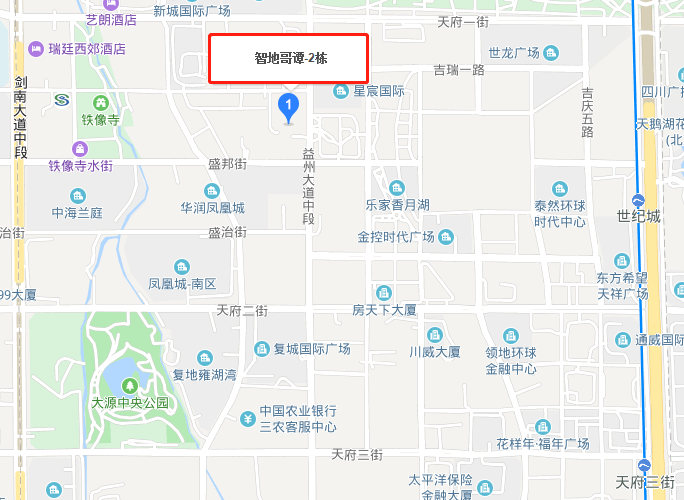 艺朗酒店
新城国际广场
天府一街
瑞廷西郊酒店
世龙广场
智地哥谭-2栋
吉瑞一路
四川广播
星宸国际
剑南大道中段
S
1
铁像寺
吉庆五路
天鹅湖花
(北
益州大道中段
铁像寺水街
盛邦街
中海兰庭
华润凤凰城
乐家香月湖
泰然环球
时代中心
世纪城
治街
盛治街
金控时代广场
凤凰城-南区
东方希望
天祥广场
99大厦
天府二街
房天下大厦
复城国际广场
川威大厦
领地环球
金融中心
通威国际
复地雍湖湾
大源中央公园
中国农业银行
三农客服中心
花样年·福年广场
天府三街
太平洋保险
金融大厦
天府三街